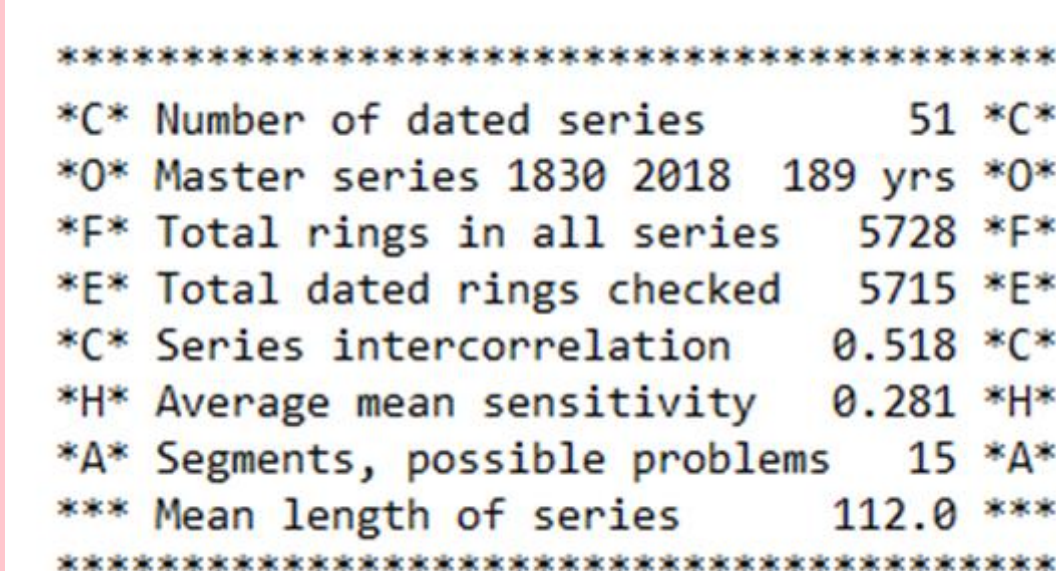 ****************************************
*C* Number of dated series        51 *C*
*O* Master series 1830 2018  189 yrs *O*
*F* Total rings in all series   5728 *F*
*E* Total dated rings checked   5715 *E*
*C* Series intercorrelation    0.518 *C*
*H* Average mean sensitivity   0.281 *H*
*A* Segments, possible problems   15 *A*
*** Mean length of series      112.0 ***
****************************************